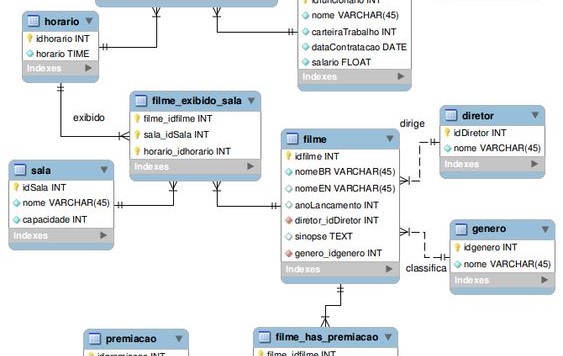 horario
idhorario INT
horario TIME
Indexes
nome VARCHAR(45)
carteiraTrabalho INT
dataContratacao DATE
salario FLOAT
Indexes
exibido
filme_exibido_sala
filme_idfilme INT
sala_idSala INT
horario_idhorario INT
Indexes
sala
idSala INT
nome VARCHAR(45)
capacidade INT
Indexes
filme
idfilme INT
nomeBR VARCHAR(45)
nomeEN VARCHAR(45)
anoLancamento INT
diretor_idDiretor INT
sinopse TEXT
genero_idgenero INT
Indexes
dirige
diretor
idDiretor INT
nome VARCHAR(45)
Indexes
genero
idgenero INT
nome VARCHAR(45)
Indexes
classifica
premiacao
filme_has_premiacao
filme_idfilme INT